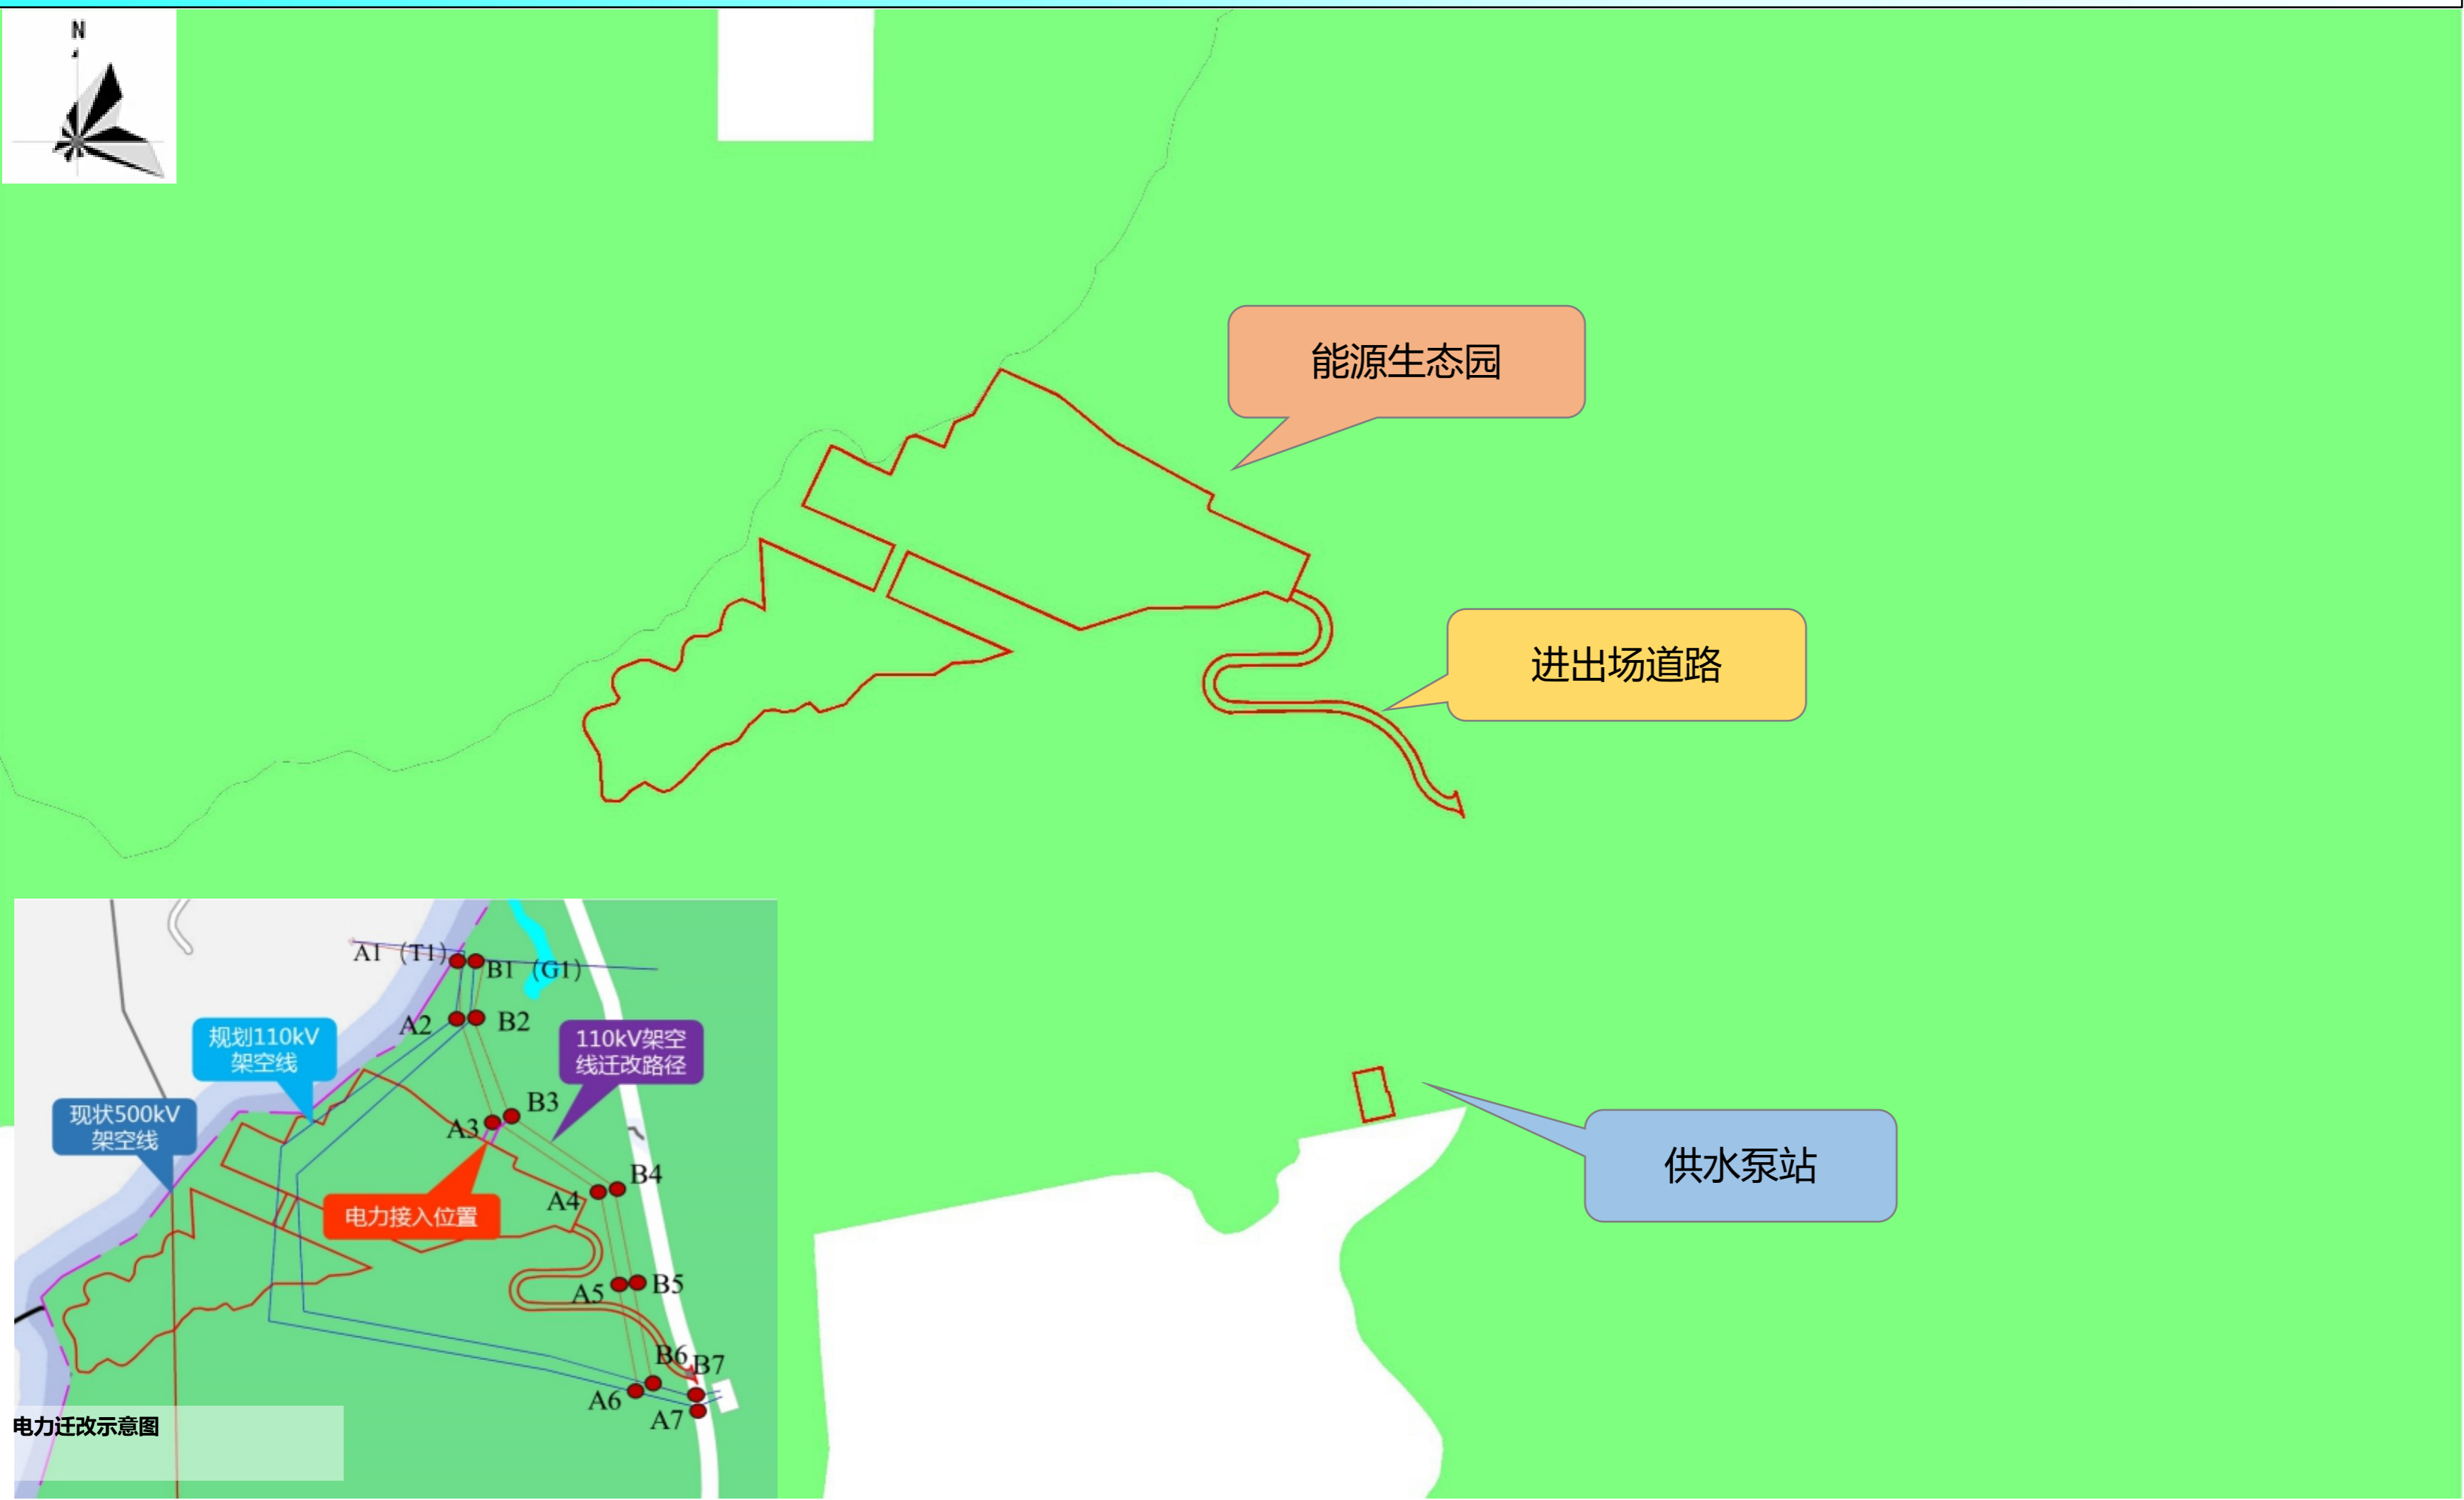 N
能源生态园
进出场道路
供水泵站
A1（T1）
B1（G1）
A2
B2
规划110kV
架空线
110kV架空
线迁改路径
现状500kV
架空线
B3
A3
B4
A4
电力接入位置
B5
A5
B6
B7
A6
A7
电力迁改示意图